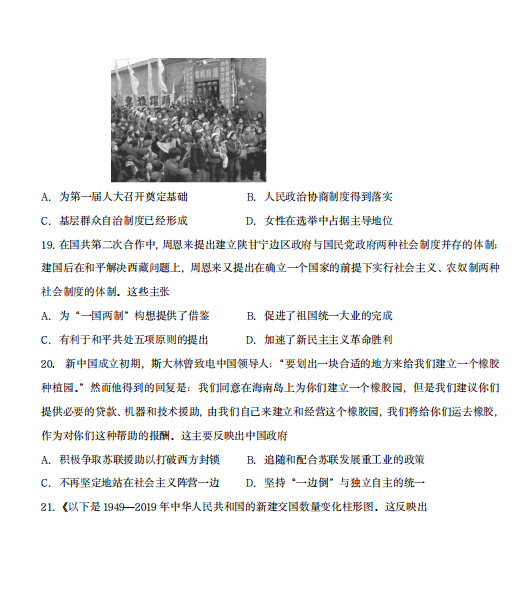 A. 为第一届人大召开奠定基础 B. 人民政治协商制度得到落实
C. 基层群众自治制度已经形成 D. 女性在选举中占据主导地位
19. 在国共第二次合作中, 周恩来提出建立陕甘宁边区政府与国民党政府两种社会制度并存的体制;
建国后在和平解决西藏问题上, 周恩来又提出在确立一个国家的前提下实行社会主义、农奴制两种
社会制度的体制. 这些主张
A. 为“一国两制”构想提供了借鉴 B. 促进了祖国统一大业的完成
C. 有利于和平共处五项原则的提出 D. 加速了新民主主义革命胜利
20. 新中国成立初期, 斯大林曾致电中国领导人: “要划出一块合适的地方来给我们建立一个橡胶
种植园.” 然而他得到的回复是: 我们同意在海南岛上为你们建立一个橡胶园, 但是我们建议你们
提供必要的贷款、机器和技术援助, 由我们自己来建立和经营这个橡胶园, 我们将给你们运去橡胶,
作为对你们这种帮助的报酬. 这主要反映出中国政府
A. 积极争取苏联援助以打破西方封锁 B. 追随和配合苏联发展重工业的政策
C. 不再坚定地站在社会主义阵营一边 D. 坚持“一边倒”与独立自主的统一
21. 《以下是 1949—2019 年中华人民共和国的新建交国数量变化柱形图. 这反映出